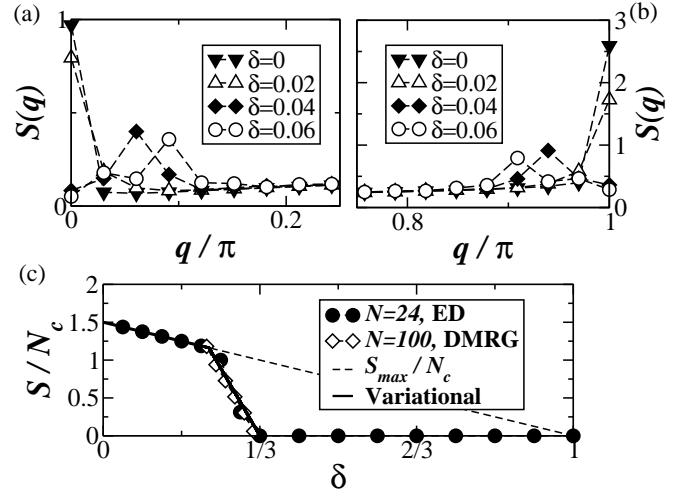 (a)
1
S(q)
δ=0
δ=0.02
δ=0.04
δ=0.06
1
0
0.2
q / π
(b)
3
2
1
0
S(q)
δ=0
δ=0.02
δ=0.04
δ=0.06
0.8
1
q / π
(c)
2
1.5
1
0.5
0
S / N_c
N=24, ED
N=100, DMRG
S_max / N_c
Variational
0
1/3
2/3
1
δ